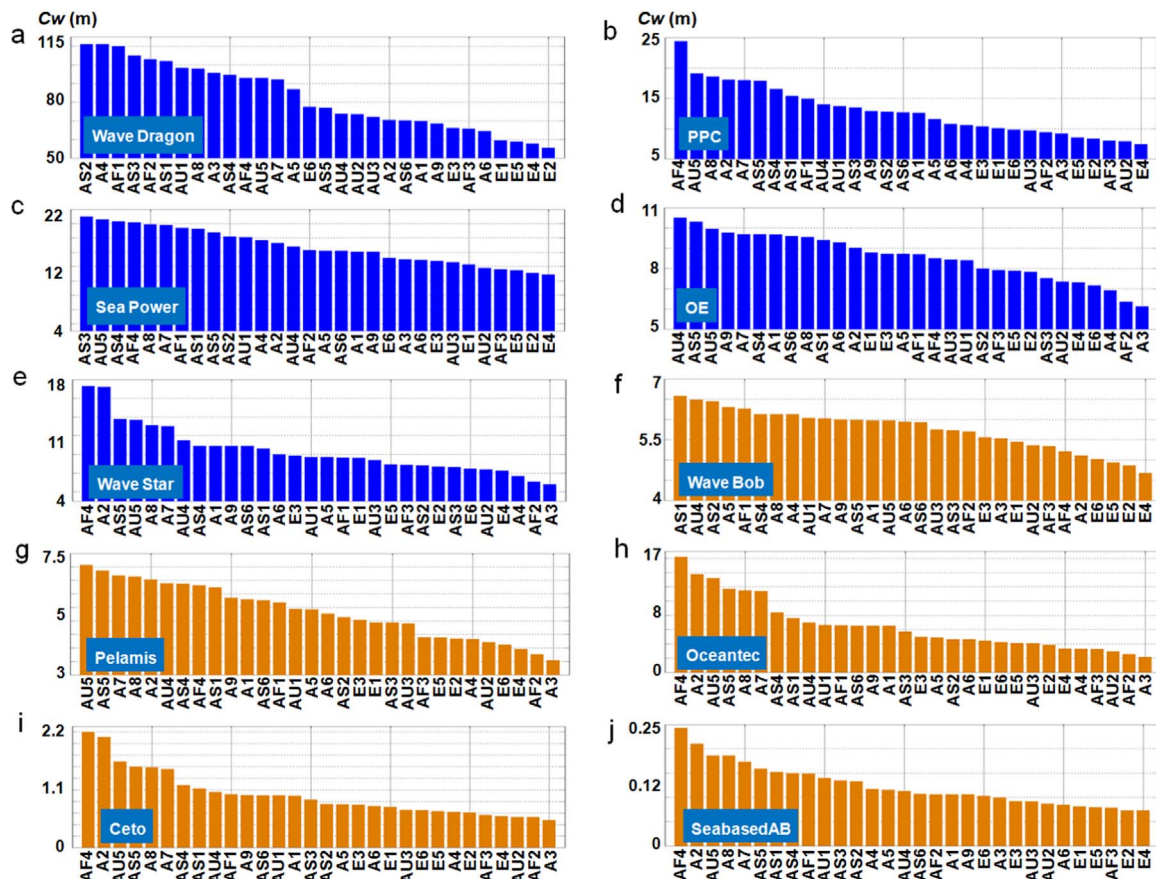 Cw (m)
a
115
80
50
Wave Dragon
AS2 A4 AF1 AS3 AF2 AS1 AU1 A8 A3 AS4 AF4 AU5 A7 A5 E6 AS5 AU4 AU2 AU3 A2 AS6 A1 A9 E3 AF3 A6 E1 E5 E4 E2
Cw (m)
b
25
15
5
PPC
AF4 AU5 A8 A2 A7 AS5 AS4 AS1 AF1 AU4 AU1 AS3 A9 AS2 AS6 A1 A5 A6 A4 E3 E1 E6 AU3 AF2 A3 E5 E2 AF3 AU2 E4
c
22
12
4
Sea Power
AS3 AU5 AS4 AF4 A8 A7 AF1 AS1 AS5 AS2 AU1 A4 A2 AU4 AF2 A5 AS6 A1 A9 E6 A3 A6 E3 AU3 E1 AU2 AF3 E5 E2 E4
d
11
8
5
OE
AU4 AS5 AU5 A9 A7 AS4 A1 AS6 A8 AS1 A6 A2 E1 E3 A5 AF1 AF4 AU3 AU1 AS2 AF3 E5 E2 AS3 AU2 E4 E6 A4 AF2 A3
e
18
11
4
Wave Star
AF4 A2 AS5 AU5 A8 A7 AU4 AS4 A1 A9 AS6 AS1 A6 E3 AU1 A5 AF1 E1 AU3 E5 AF3 AS2 E2 AS3 E6 AU2 E4 A4 AF2 A3
f
7
5.5
4
Wave Bob
AS1 AU4 AS2 A5 AF1 AS4 A8 A4 AU1 A7 A9 AS5 A1 AU5 A6 AS6 AU3 AS3 AF2 E3 A3 E1 AU2 AF3 AF4 A2 E6 E5 E2 E4
g
7.5
5
3
Pelamis
AU5 AS5 A7 A8 A2 AU4 AS4 AF4 AS1 A9 A1 AS6 AF1 AU1 A5 A6 AS2 E3 E1 AS3 AU3 AF3 E5 E2 A4 AU2 E6 E4 AF2 A3
h
17
8
0
Oceantec
AF4 A2 AU5 AS5 A8 A7 AS4 AS1 AU4 AU1 AF1 AS6 A9 A1 AS3 E3 A5 AS2 A6 E1 E6 E5 AU3 E2 E4 A4 AF3 AU2 AF2 A3
i
2.2
1.1
0
Ceto
AF4 A2 AU5 AS5 A8 A7 AS4 AS1 AU4 AF1 A9 AS6 AU1 A1 AS3 AS2 A5 E3 A6 E1 AU3 E6 E5 A4 E2 AF3 E4 AU2 AF2 A3
j
0.25
0.12
0
SeabasedAB
AF4 A2 AU5 A8 A7 AS5 AS1 AS4 AF1 AU1 AS3 AS2 A4 A5 AU4 AS6 AF2 A1 A9 E6 A3 E3 AU3 AU2 A6 E1 E5 AF3 E2 E4